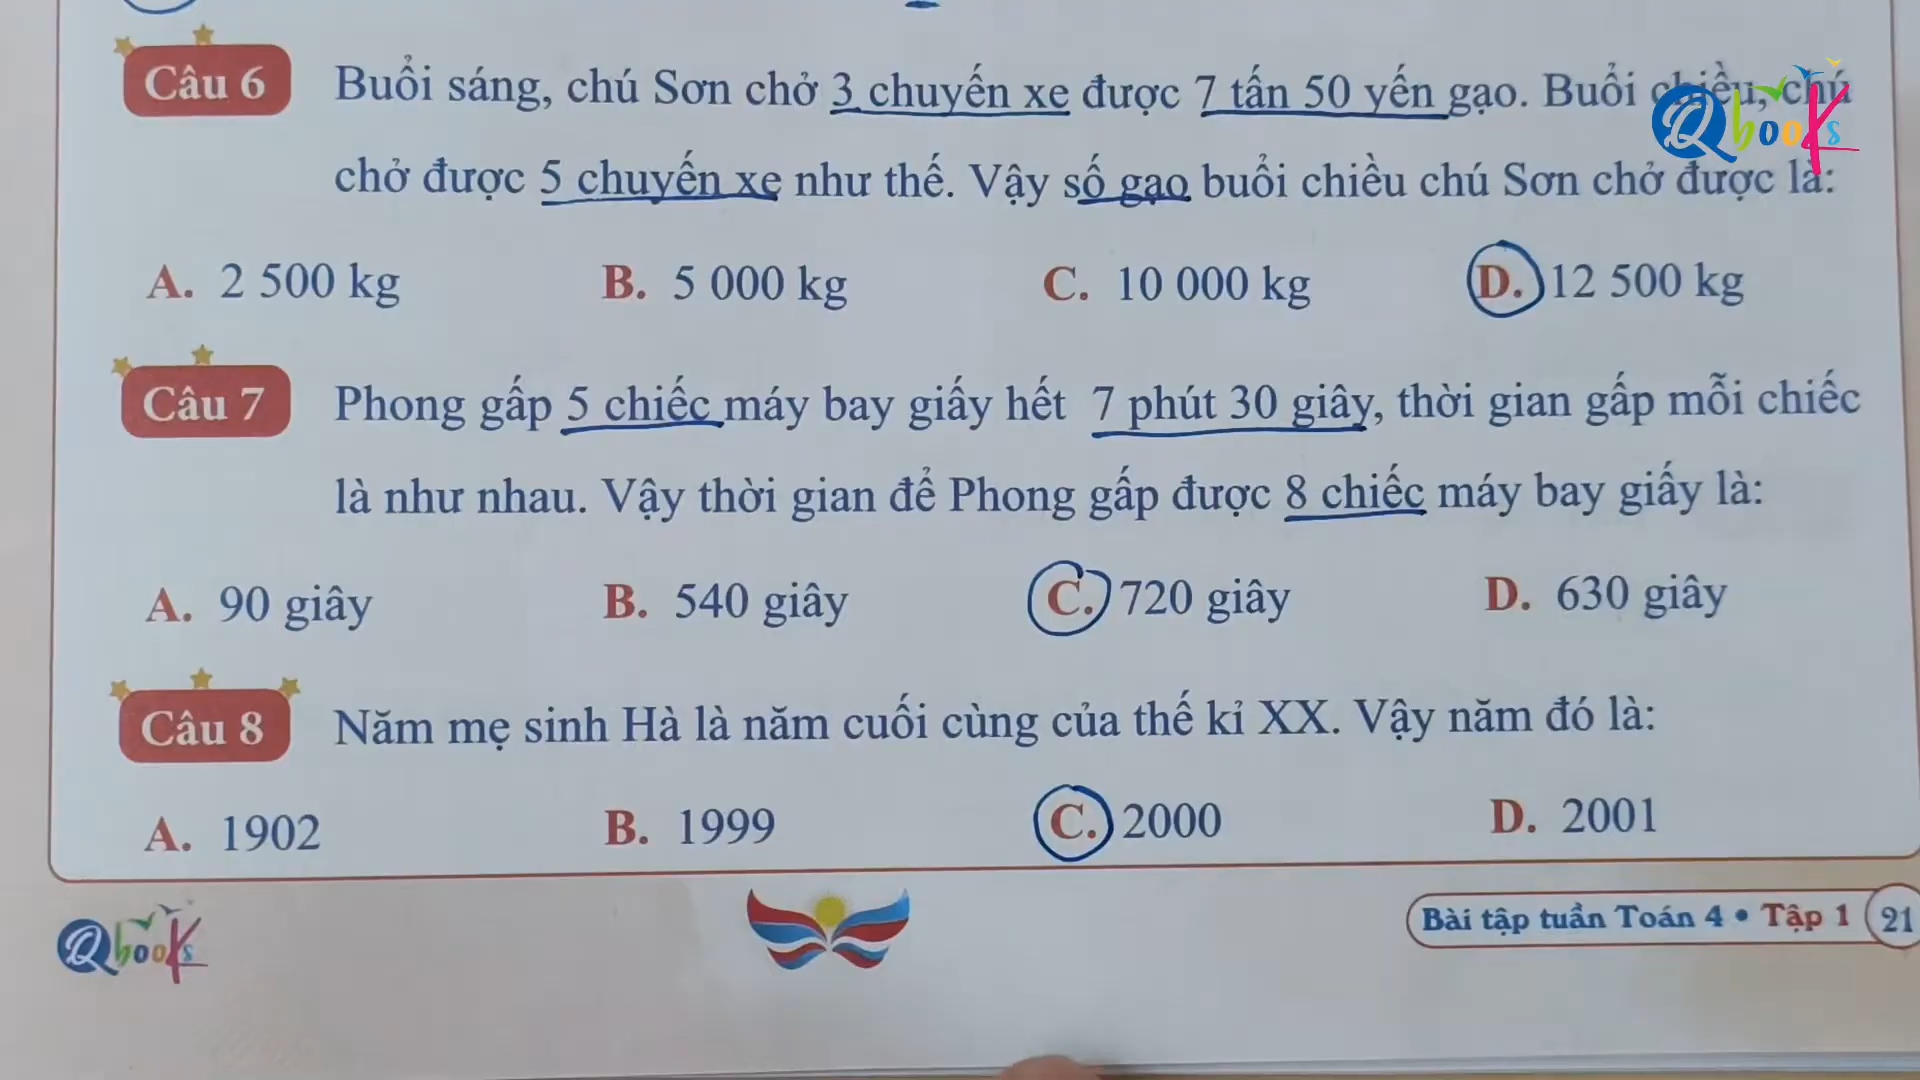 Câu 6 Buổi sáng, chú Sơn chở 3 chuyến xe được 7 tấn 50 yến gạo. Buổi chiều, chú
chở được 5 chuyến xe như thế. Vậy số gạo buổi chiều chú Sơn chở được là:
A. 2 500 kg B. 5 000 kg C. 10 000 kg D. 12 500 kg
Câu 7 Phong gấp 5 chiếc máy bay giấy hết 7 phút 30 giây, thời gian gấp mỗi chiếc
là như nhau. Vậy thời gian để Phong gấp được 8 chiếc máy bay giấy là:
A. 90 giây B. 540 giây C. 720 giây D. 630 giây
Câu 8 Năm mẹ sinh Hà là năm cuối cùng của thế kỉ XX. Vậy năm đó là:
A. 1902 B. 1999 C. 2000 D. 2001
Qbooks
Bài tập tuần Toán 4 • Tập 1 21
Qbooks